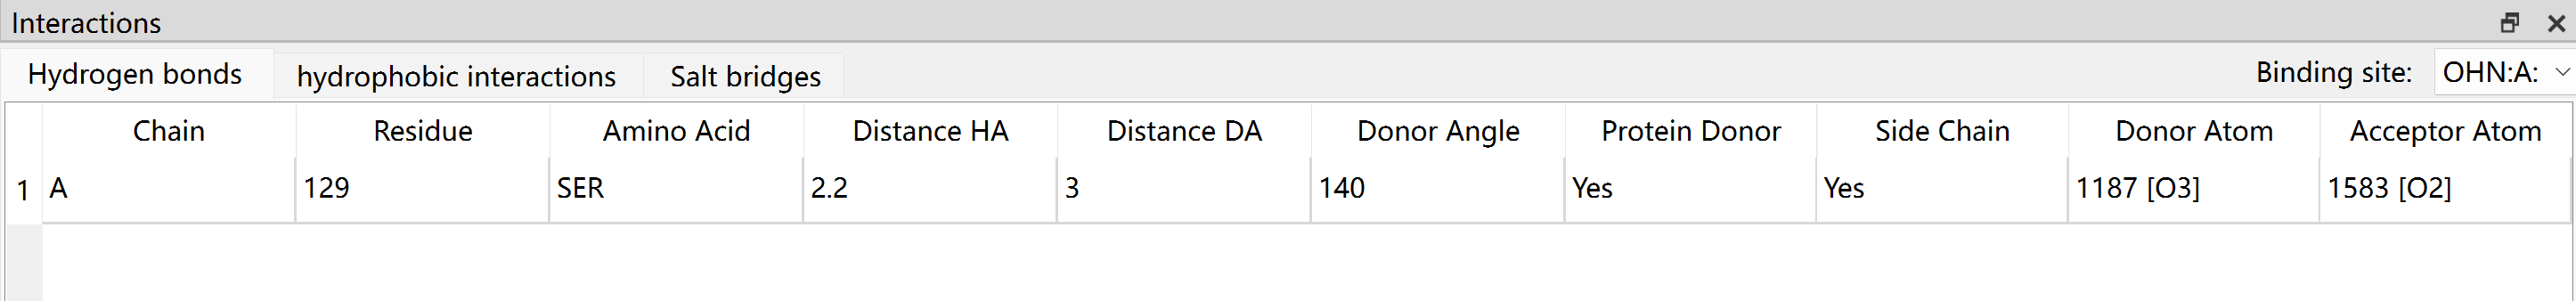 Interactions
Hydrogen bonds hydrophobic interactions Salt bridges Binding site: OHN:A:
Chain Residue Amino Acid Distance HA Distance DA Donor Angle Protein Donor Side Chain Donor Atom Acceptor Atom
1 A 129 SER 2.2 3 140 Yes Yes 1187 [O3] 1583 [O2]